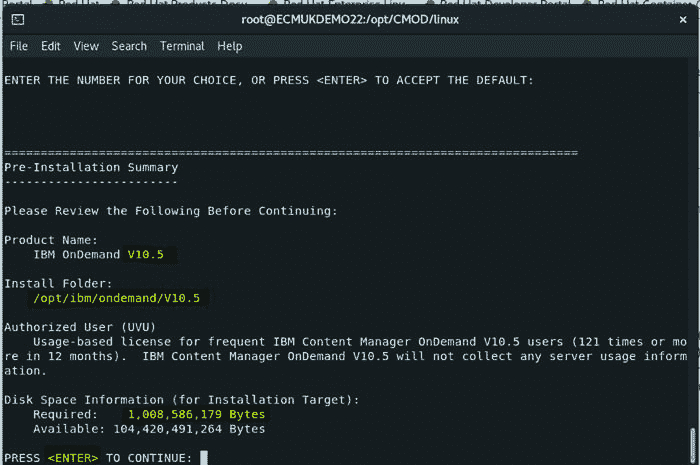 root@ECMUKDEMO22:/opt/CMOD/linux
File Edit View Search Terminal Help
ENTER THE NUMBER FOR YOUR CHOICE, OR PRESS <ENTER> TO ACCEPT THE DEFAULT:
===============================================================================
Pre-Installation Summary
------------------------
Please Review the Following Before Continuing:
Product Name:
IBM OnDemand V10.5
Install Folder:
/opt/ibm/ondemand/V10.5
Authorized User (UVU)
Usage-based license for frequent IBM Content Manager OnDemand V10.5 users (121 times or mo
re in 12 months).  IBM Content Manager OnDemand V10.5 will not collect any server usage inform
ation.
Disk Space Information (for Installation Target):
Required:    1,008,586,179 Bytes
Available: 104,420,491,264 Bytes
PRESS <ENTER> TO CONTINUE: